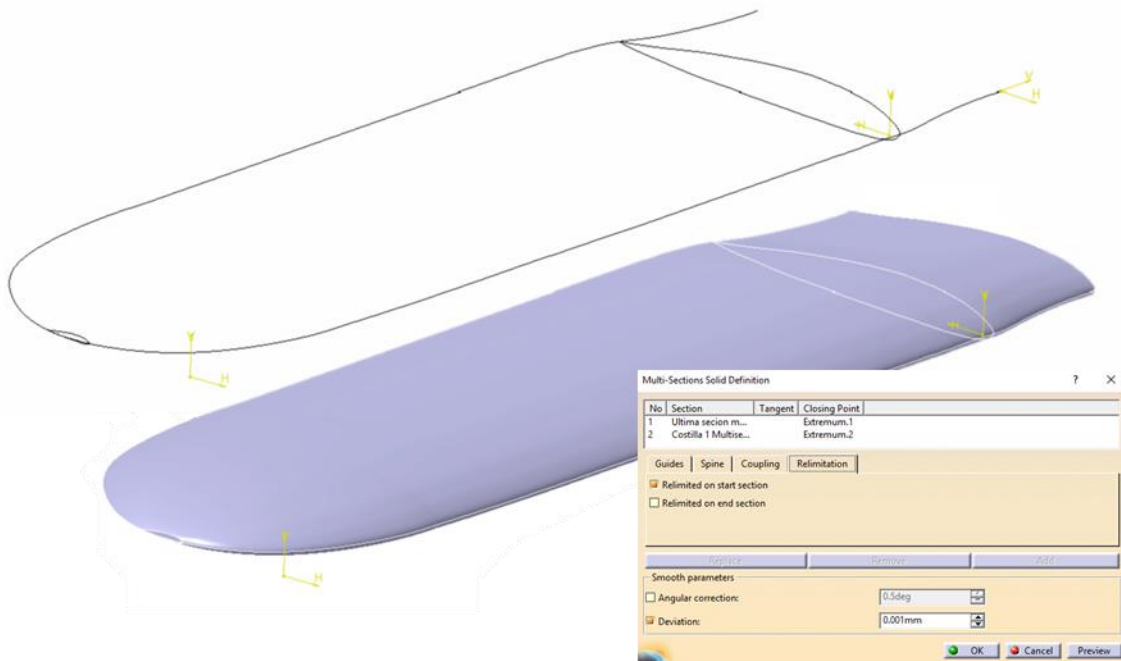 V
H
V
H
V
H
V
H
V
H
Multi-Sections Solid Definition ? X
No Section Tangent Closing Point
1 Ultima secion m... Extremum.1
2 Costilla 1 Multise... Extremum.2
Guides Spine Coupling Relimitation
Relimited on start section
Relimited on end section
Replace Remove Add
Smooth parameters
Angular correction: 0.5deg
Deviation: 0.001mm
OK Cancel Preview